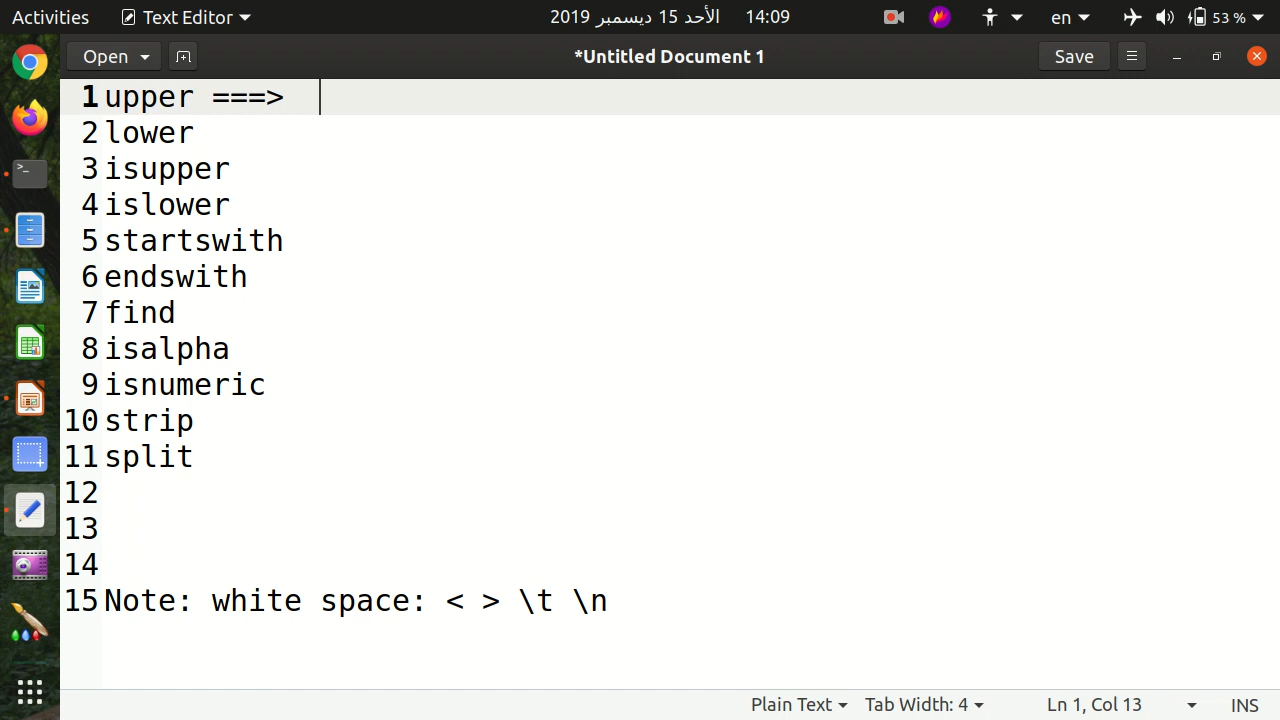 Activities Text Editor الأحد 15 ديسمبر 2019 14:09 en 53 %
Open *Untitled Document 1 Save
1 upper ===>
2 lower
3 isupper
4 islower
5 startswith
6 endswith
7 find
8 isalpha
9 isnumeric
10 strip
11 split
12
13
14
15 Note: white space: < > \t \n
Plain Text Tab Width: 4 Ln 1, Col 13 INS